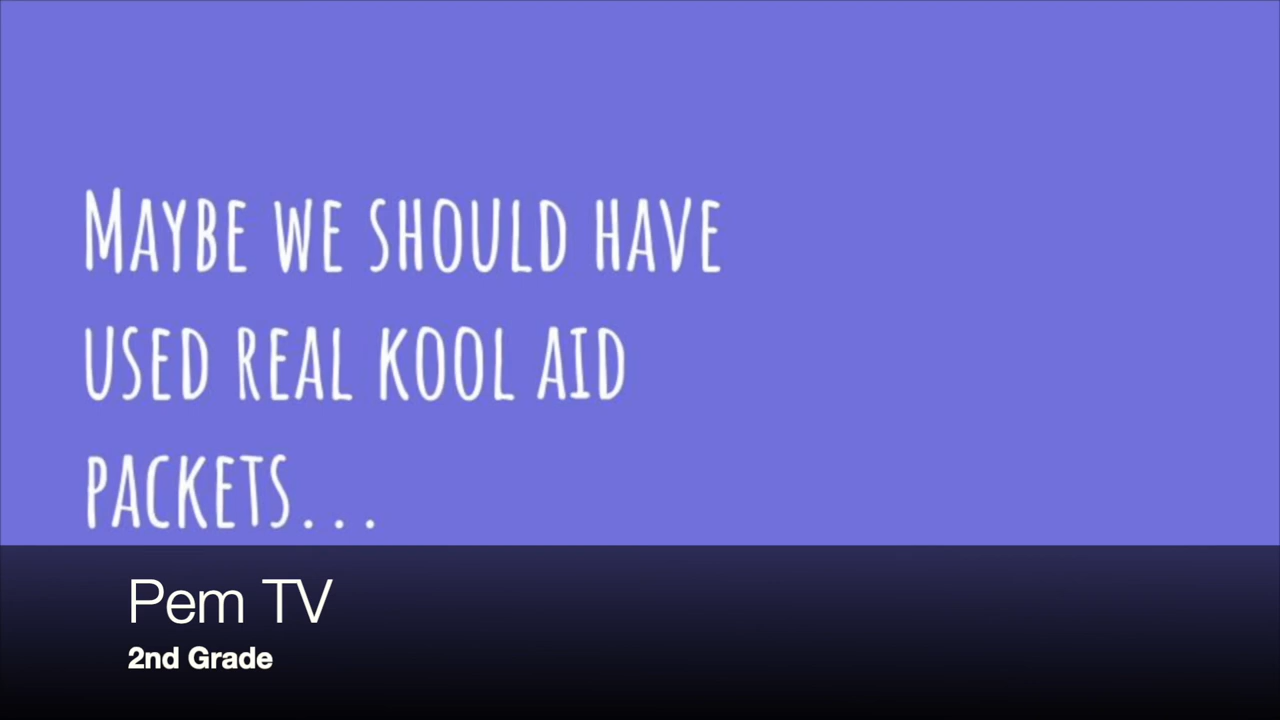 Maybe we should have
used real kool aid
packets...
Pem TV
2nd Grade